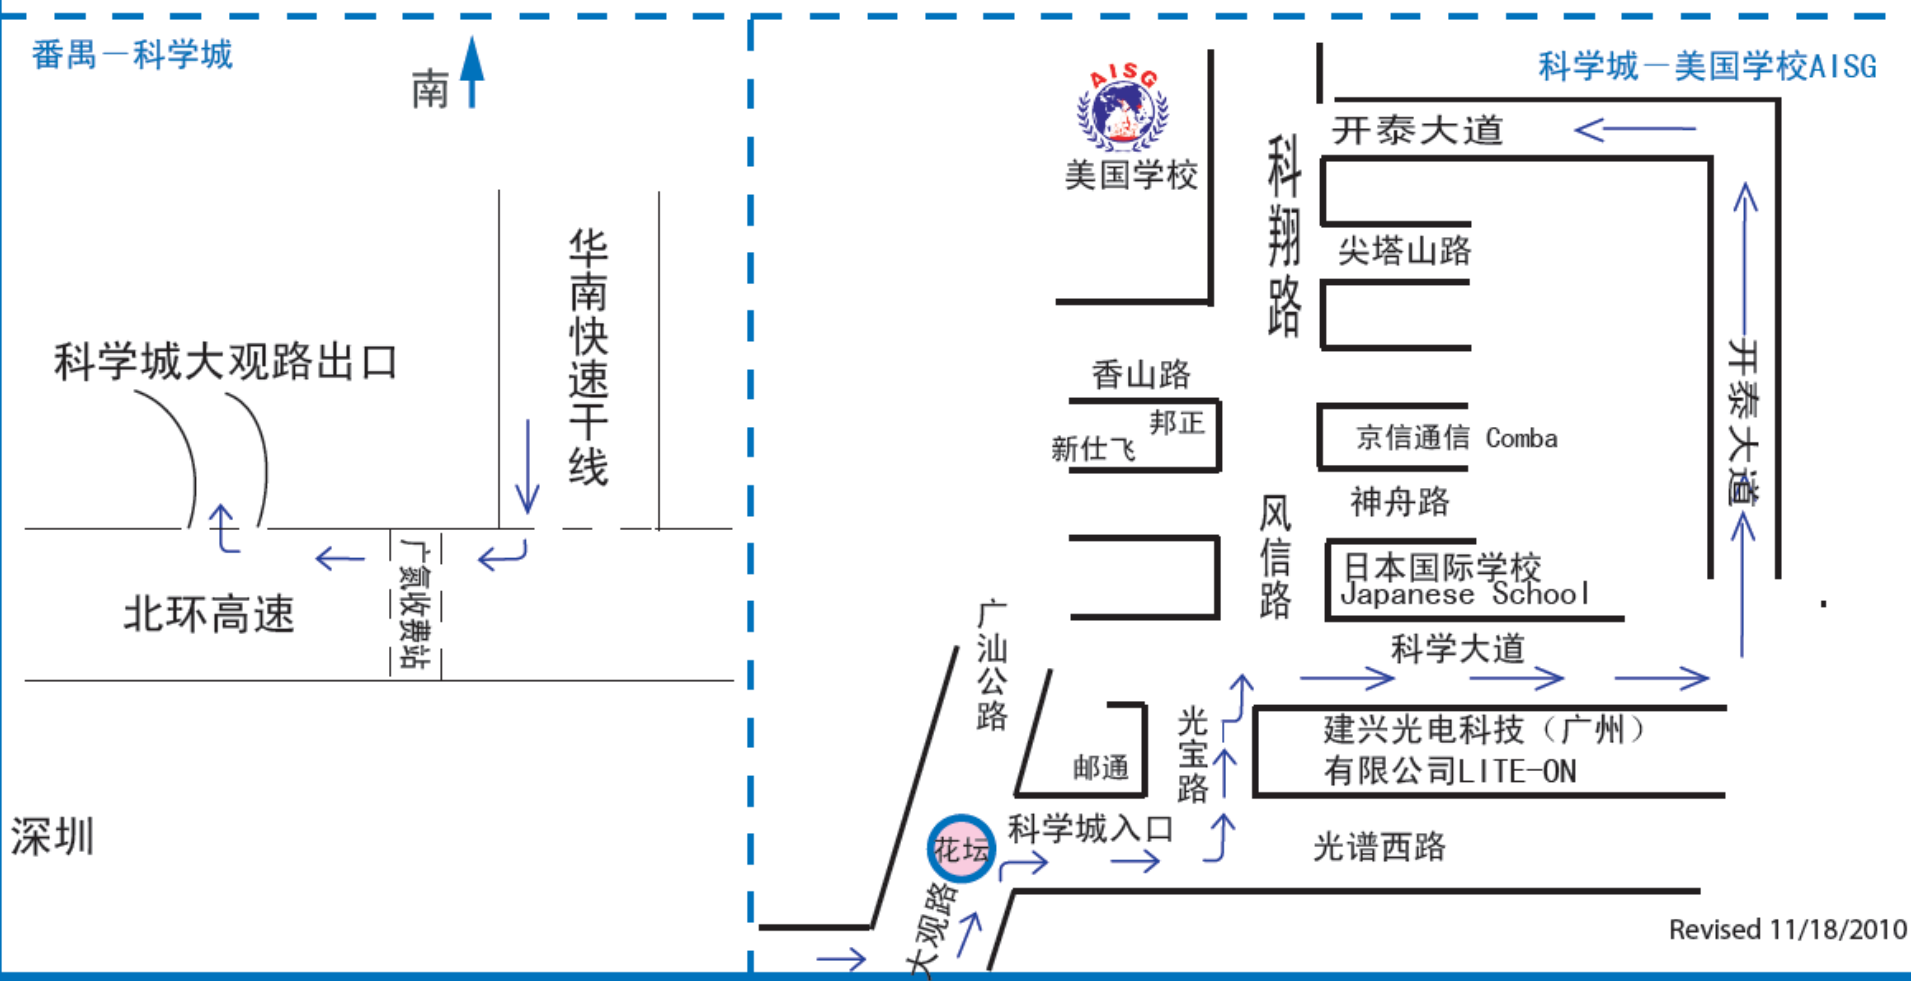 番禺－科学城
南
华南快速干线
科学城大观路出口
北环高速
广氮收费站
深圳
科学城－美国学校AISG
AISG
美国学校
科翔路
开泰大道
尖塔山路
开泰大道
香山路
邦正
新仕飞
京信通信 Comba
神舟路
风信路
日本国际学校
Japanese School
科学大道
广汕公路
光宝路
邮通
建兴光电科技（广州）
有限公司LITE-ON
花坛
科学城入口
光谱西路
大观路
Revised 11/18/2010